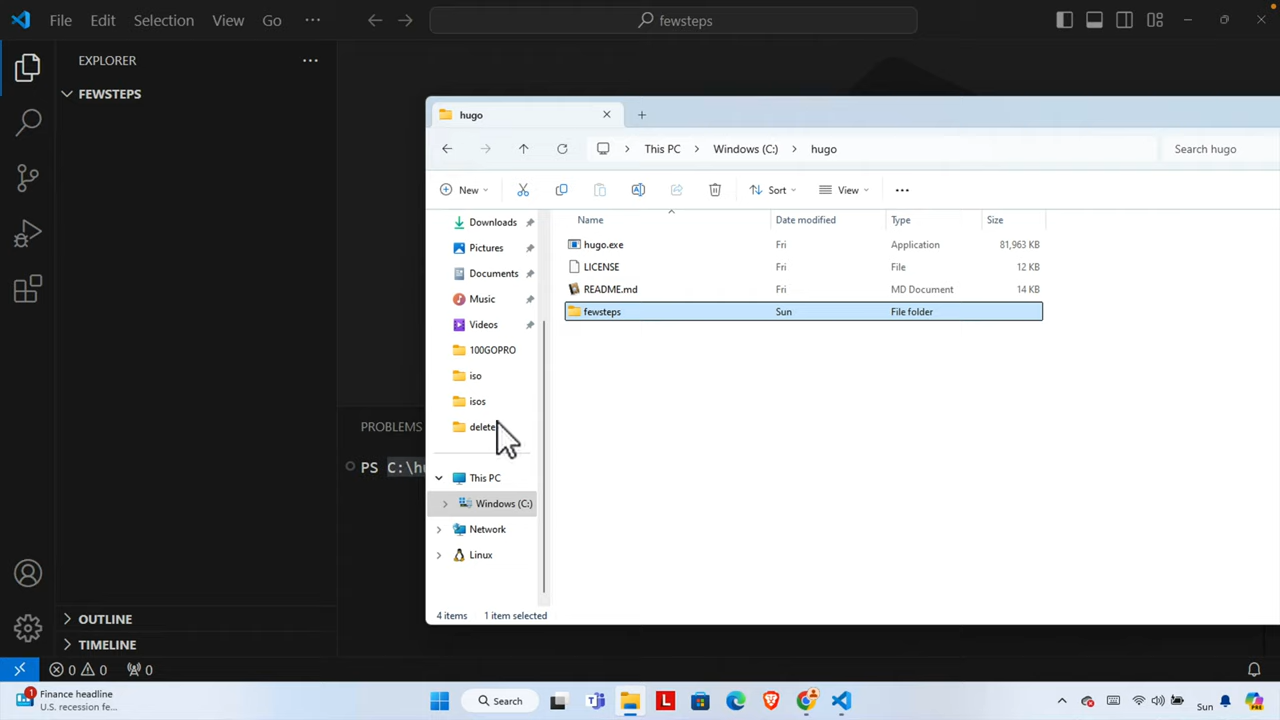 File Edit Selection View Go ··· fewsteps
EXPLORER ···
FEWSTEPS
hugo
This PC > Windows (C:) > hugo Search hugo
New Sort View ···
Name Date modified Type Size
Downloads
Pictures
Documents
Music
Videos
100GOPRO
iso
isos
delete
This PC
Windows (C:)
Network
Linux
hugo.exe Fri Application 81,963 KB
LICENSE Fri File 12 KB
README.md Fri MD Document 14 KB
fewsteps Sun File folder
4 items 1 item selected
PROBLEMS
PS C:\hu
OUTLINE
TIMELINE
0 0 0
1 Finance headline
U.S. recession fe...
Search
L
Sun
PRE